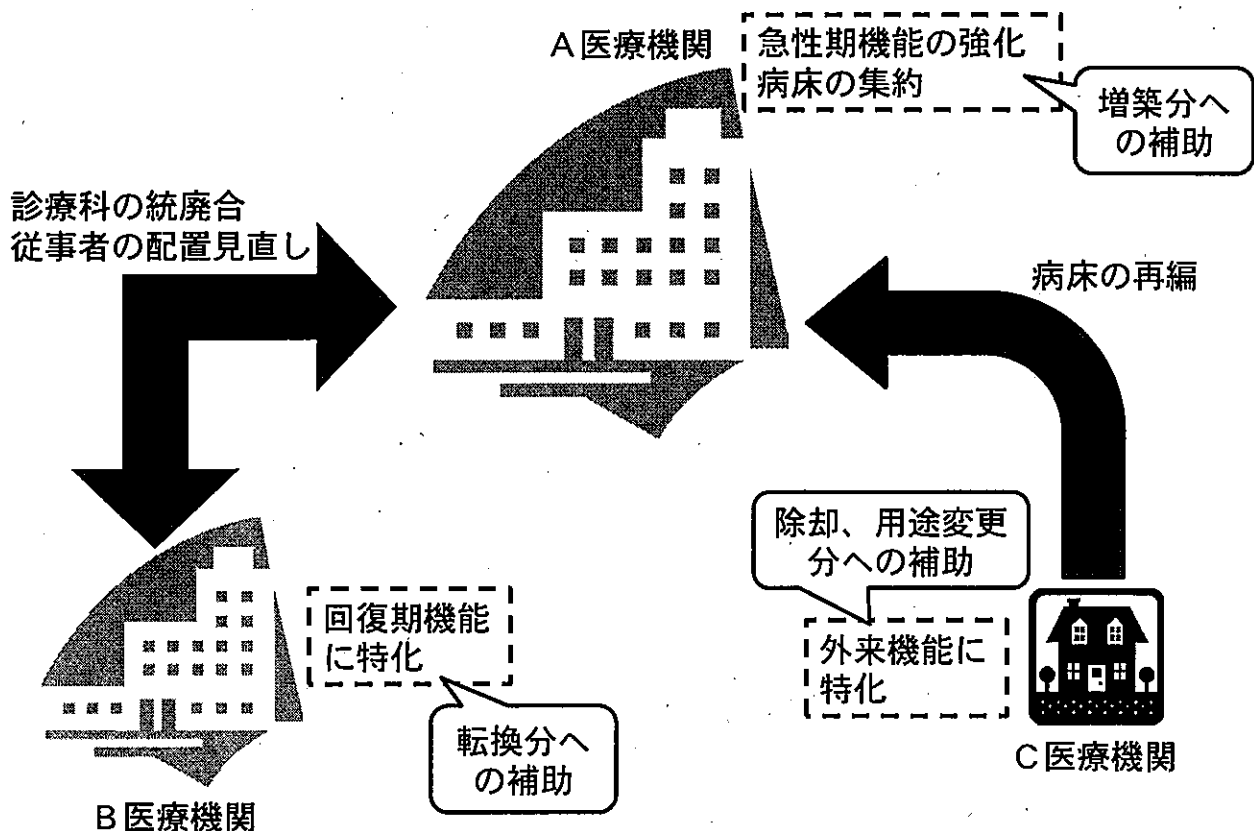 A医療機関
急性期機能の強化
病床の集約
増築分へ
の補助
診療科の統廃合
従事者の配置見直し
病床の再編
除却、用途変更
分への補助
外来機能に
特化
C医療機関
回復期機能
に特化
転換分へ
の補助
B医療機関